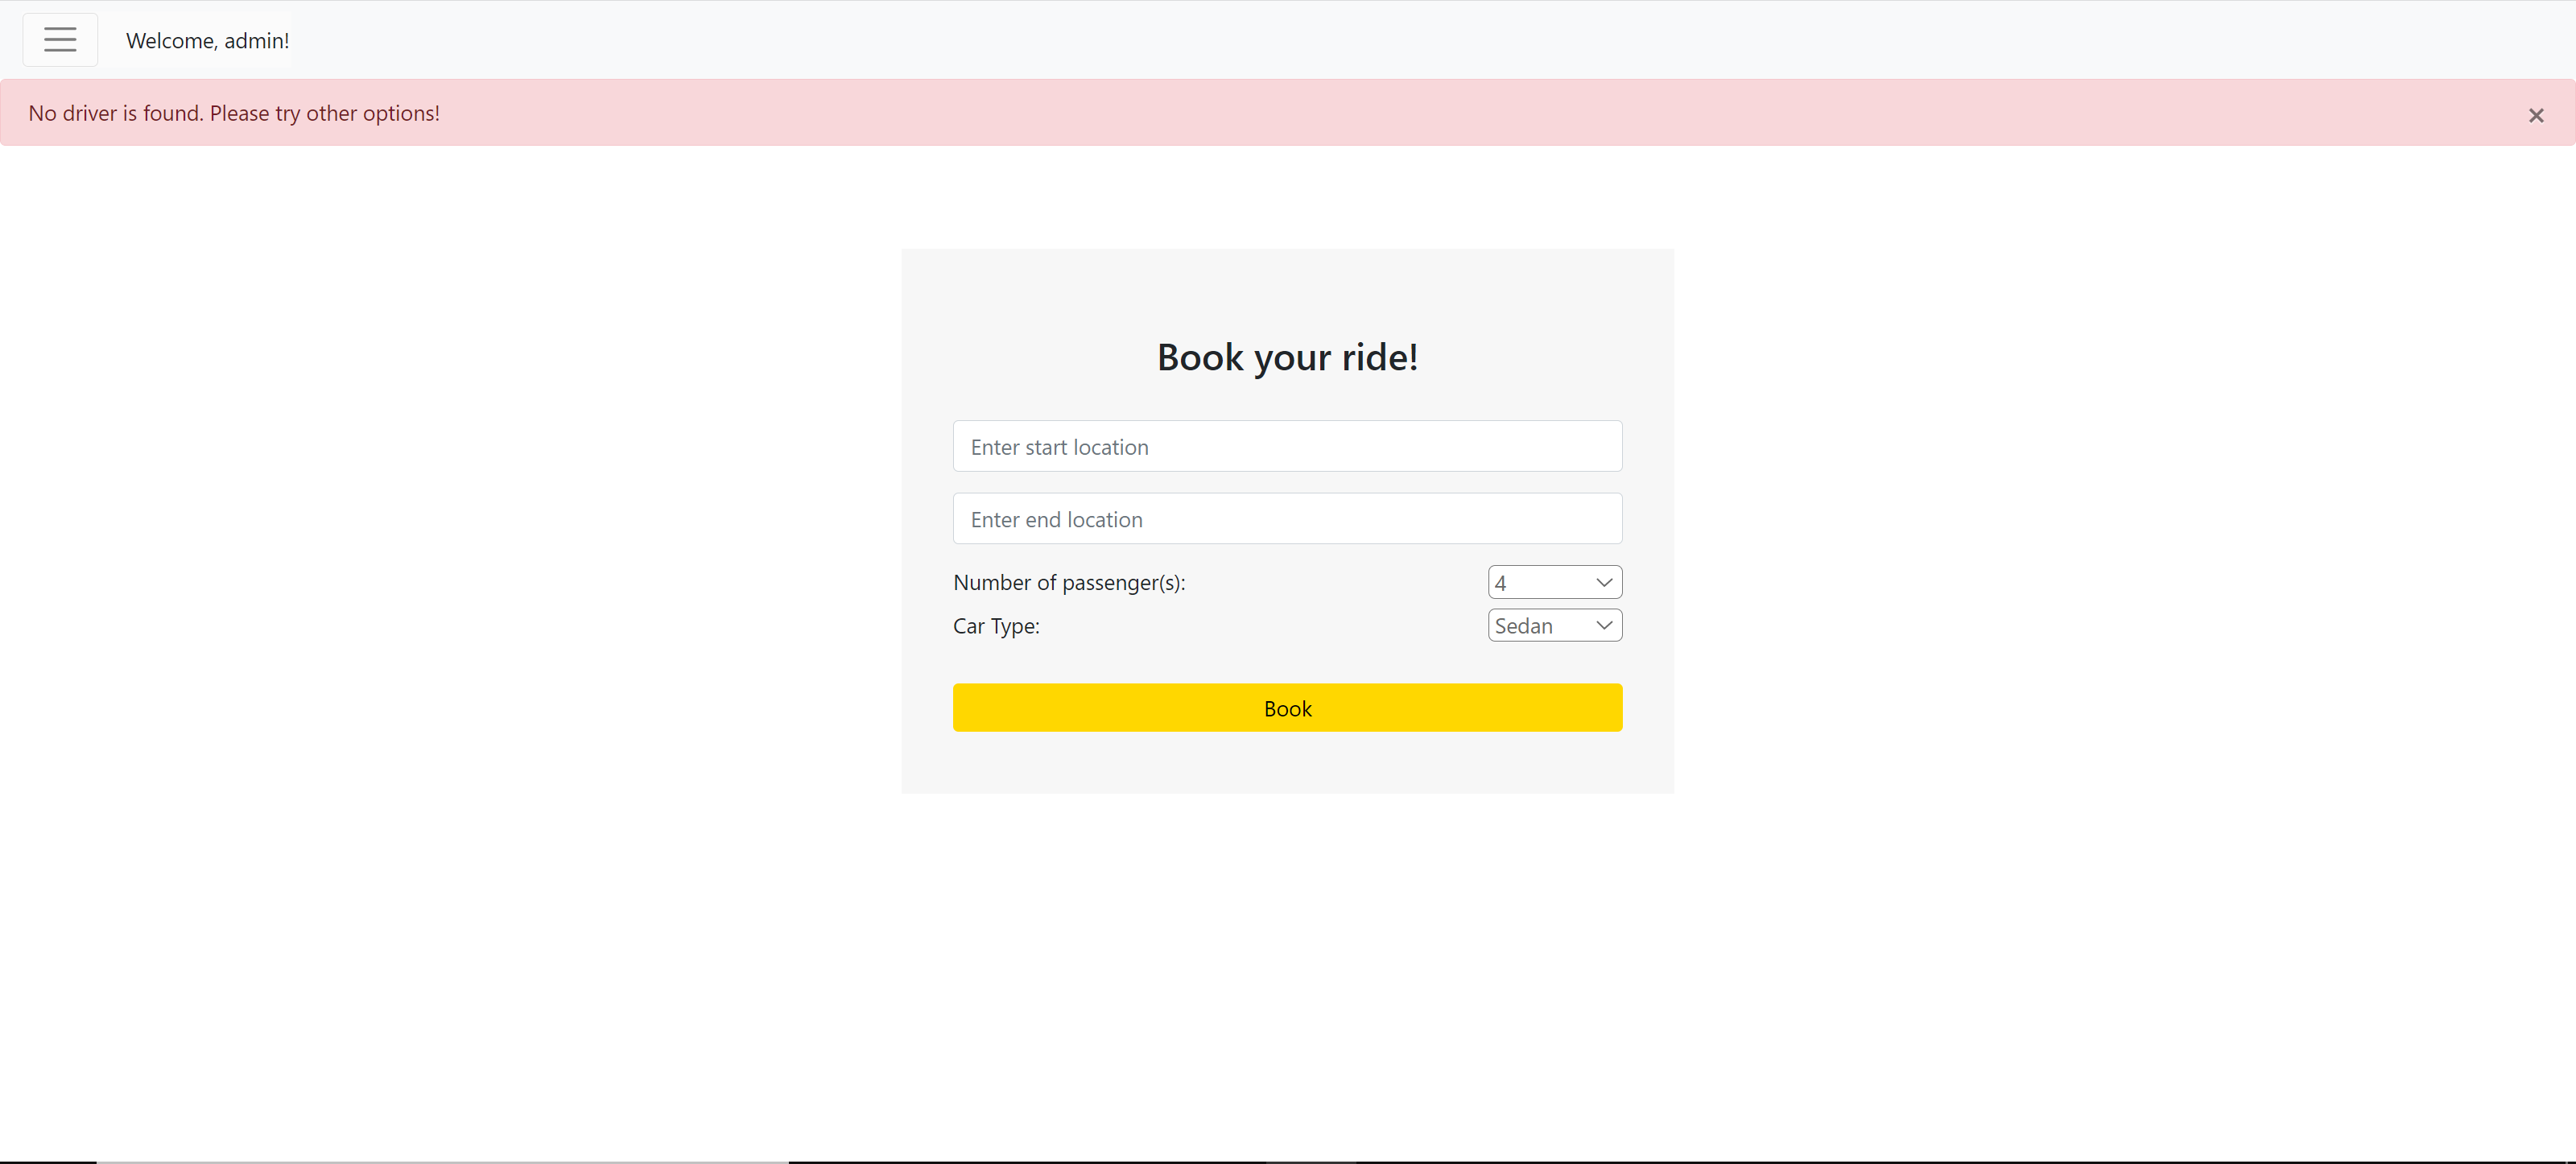 Welcome, admin!
No driver is found. Please try other options!
×
Book your ride!
Enter start location
Enter end location
Number of passenger(s): 4
Car Type: Sedan
Book